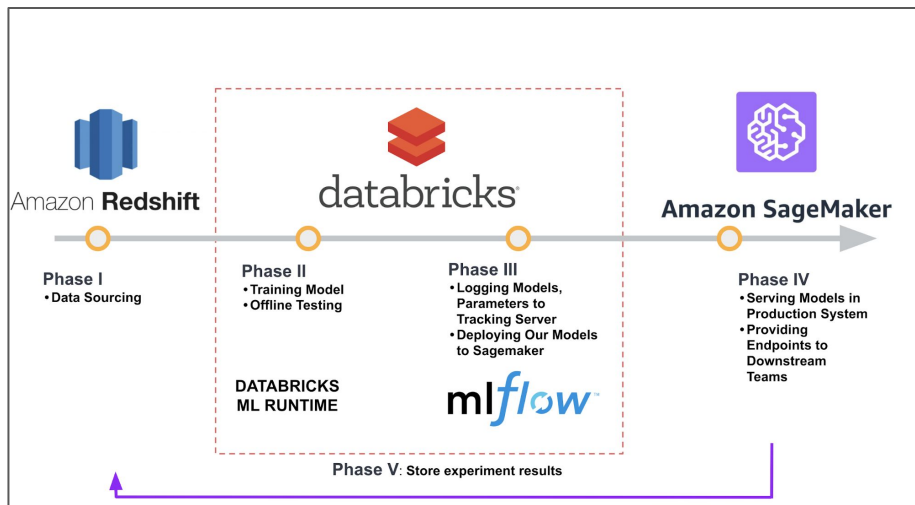 Amazon Redshift
databricks
Amazon SageMaker
Phase I
•Data Sourcing
Phase II
•Training Model
•Offline Testing
Phase III
•Logging Models,
Parameters to
Tracking Server
•Deploying Our Models
to Sagemaker
Phase IV
•Serving Models in
Production System
•Providing
Endpoints to
Downstream
Teams
DATABRICKS
ML RUNTIME
mlflow™
Phase V: Store experiment results